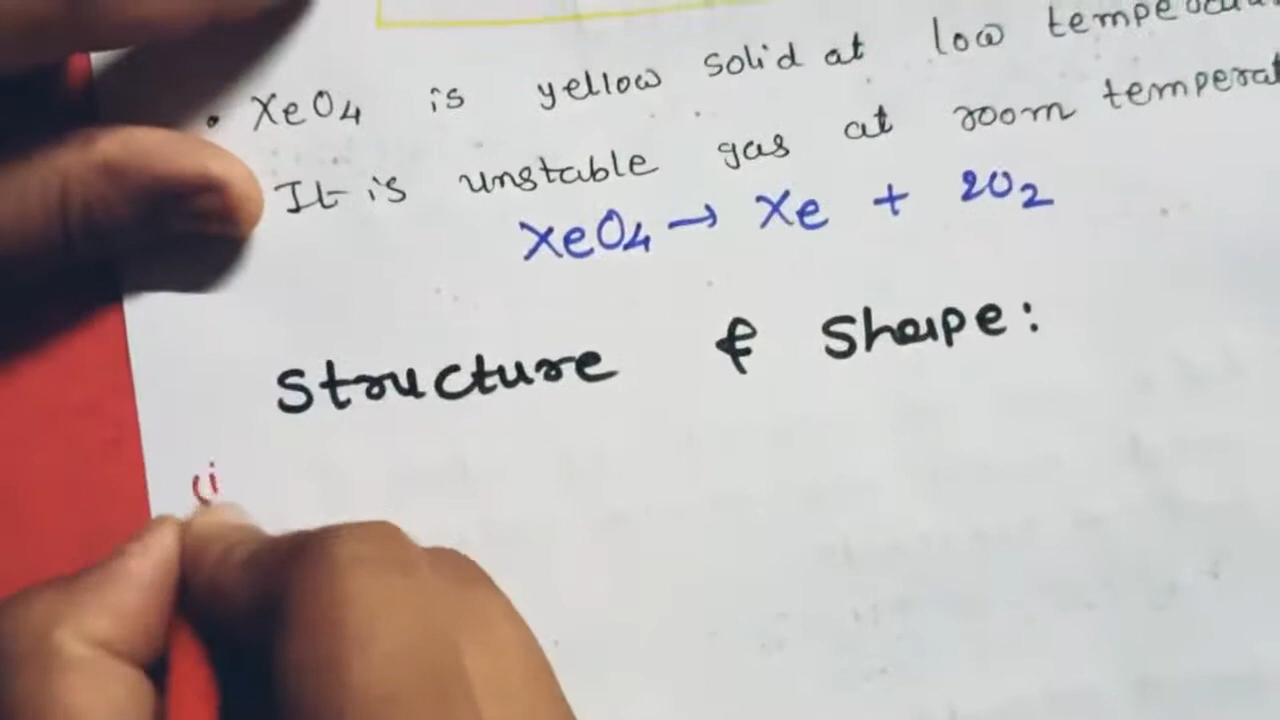 • XeO4 is yellow solid at low
It is unstable gas at room
XeO4 → Xe + 2O2
Structure & Shape:
(i